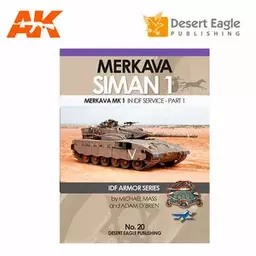 AK
Desert Eagle
PUBLISHING
MERKAVA
SIMAN 1
MERKAVA MK 1 IN IDF SERVICE - PART 1
IDF ARMOR SERIES
by MICHAEL MASS
and ADAM O'BRIEN
No. 20
DESERT EAGLE PUBLISHING